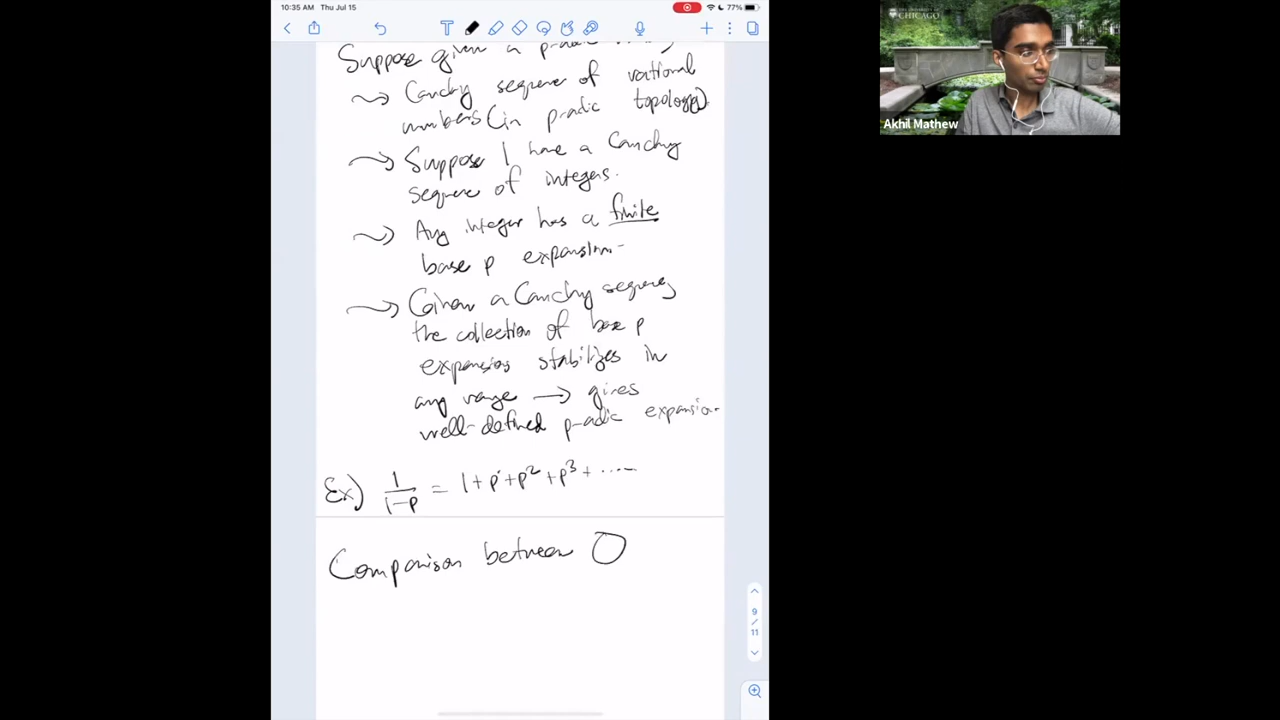 10:35 AM Thu Jul 15
77%
Suppose given a p-adic
Cauchy sequence of rational
numbers (in p-adic topology)
Suppose I have a Cauchy
sequence of integers.
Any integer has a finite
base p expansion
Given a Cauchy sequence,
the collection of base p
expansions stabilizes in
any range → gives
well-defined p-adic expansion
Ex) 1/(1-p) = 1+p+p²+p³+.....
Comparison between O
9
/
11
CHICAGO
Akhil Mathew